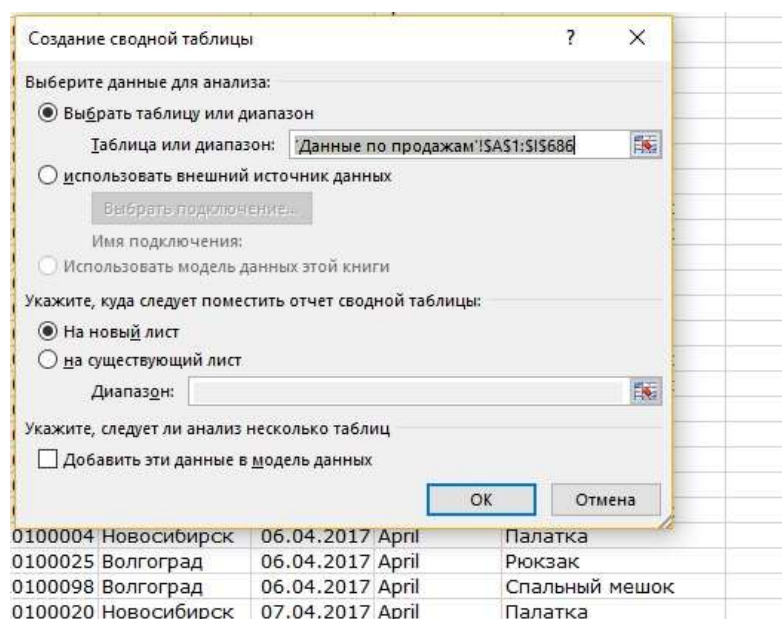 Создание сводной таблицы ? ×
Выберите данные для анализа:
Выбрать таблицу или диапазон
Таблица или диапазон: 'Данные по продажам'!$A$1:$I$686
использовать внешний источник данных
Выбрать подключение...
Имя подключения:
Использовать модель данных этой книги
Укажите, куда следует поместить отчет сводной таблицы:
На новый лист
на существующий лист
Диапазон:
Укажите, следует ли анализ несколько таблиц
Добавить эти данные в модель данных
ОК Отмена
0100004 Новосибирск 06.04.2017 April Палатка
0100025 Волгоград 06.04.2017 April Рюкзак
0100098 Волгоград 06.04.2017 April Спальный мешок
0100020 Новосибирск 07.04.2017 April Палатка